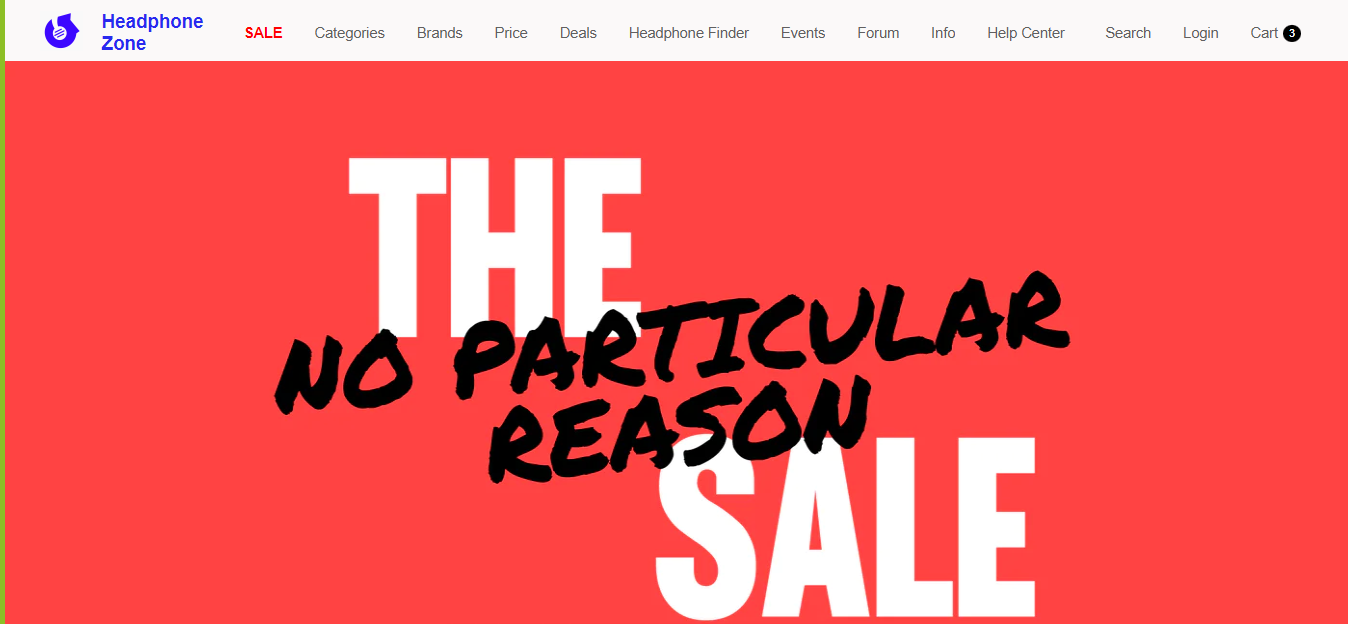 Headphone
Zone
SALE Categories Brands Price Deals Headphone Finder Events Forum Info Help Center Search Login Cart 3
THE
NO PARTICULAR
REASON
SALE